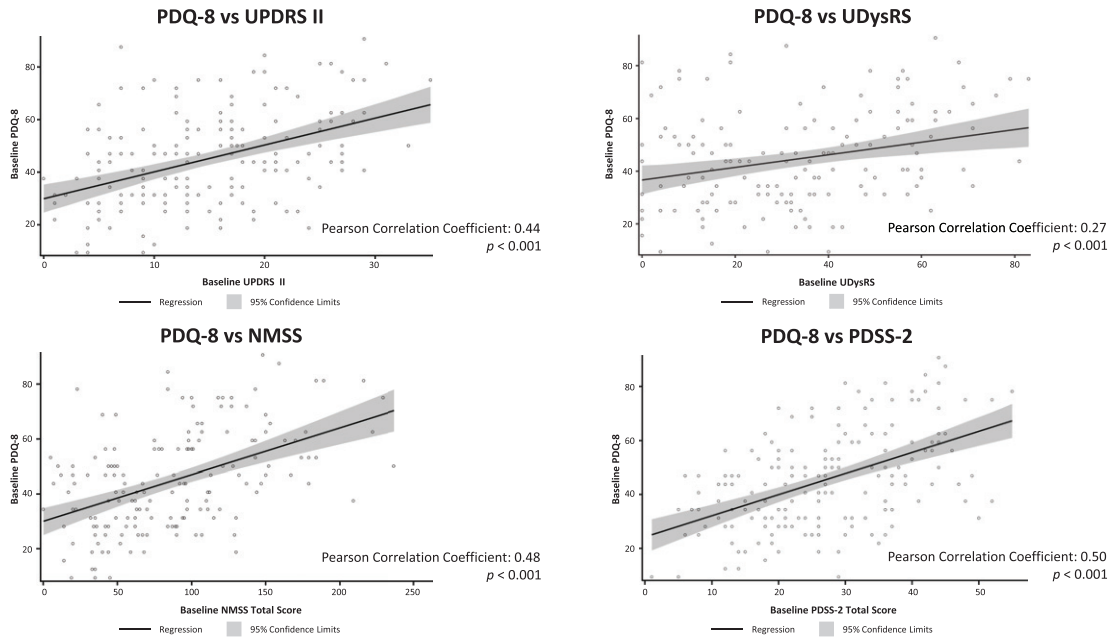 PDQ-8 vs UPDRS II
Baseline PDQ-8
80
60
40
20
0
10
20
30
Pearson Correlation Coefficient: 0.44
p < 0.001
Baseline UPDRS II
Regression
95% Confidence Limits
PDQ-8 vs UDysRS
Baseline PDQ-8
80
60
40
20
0
20
40
60
80
Pearson Correlation Coefficient: 0.27
p < 0.001
Baseline UDysRS
Regression
95% Confidence Limits
PDQ-8 vs NMSS
Baseline PDQ-8
80
60
40
20
0
50
100
150
200
250
Pearson Correlation Coefficient: 0.48
p < 0.001
Baseline NMSS Total Score
Regression
95% Confidence Limits
PDQ-8 vs PDSS-2
Baseline PDQ-8
80
60
40
20
0
10
20
30
40
50
Pearson Correlation Coefficient: 0.50
p < 0.001
Baseline PDSS-2 Total Score
Regression
95% Confidence Limits